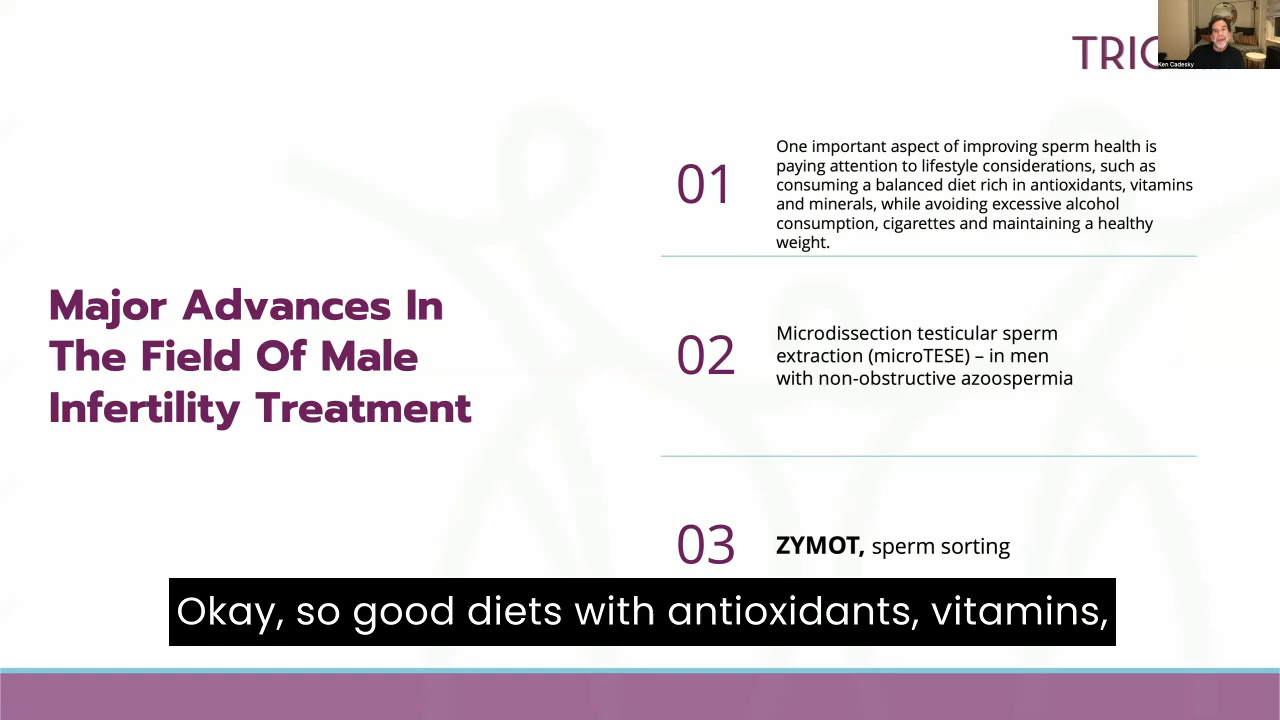 TRIO
Ken Cadesky
01
One important aspect of improving sperm health is
paying attention to lifestyle considerations, such as
consuming a balanced diet rich in antioxidants, vitamins
and minerals, while avoiding excessive alcohol
consumption, cigarettes and maintaining a healthy
weight.
Major Advances In
The Field Of Male
Infertility Treatment
02
Microdissection testicular sperm
extraction (microTESE) – in men
with non-obstructive azoospermia
03
ZYMOT, sperm sorting
Okay, so good diets with antioxidants, vitamins,